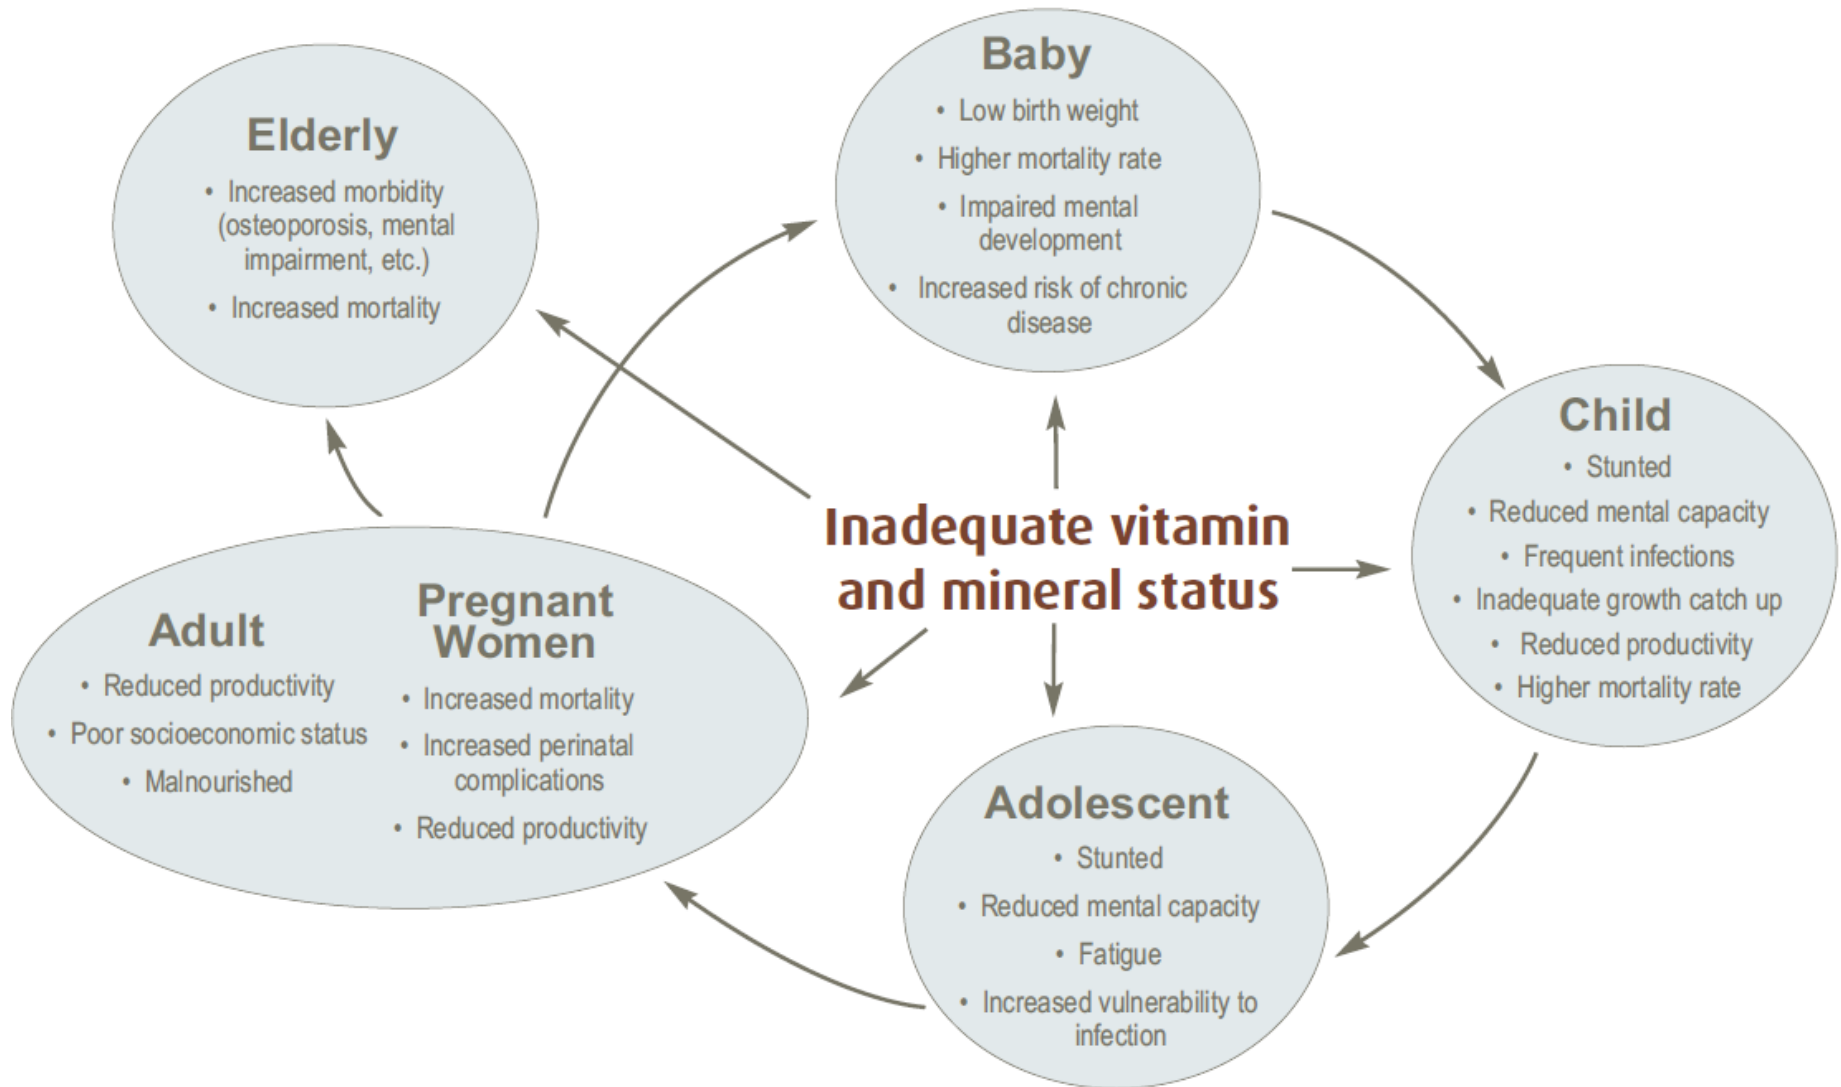 Baby
• Low birth weight
• Higher mortality rate
• Impaired mental
development
• Increased risk of chronic
disease
Elderly
• Increased morbidity
(osteoporosis, mental
impairment, etc.)
• Increased mortality
Child
• Stunted
• Reduced mental capacity
• Frequent infections
• Inadequate growth catch up
• Reduced productivity
• Higher mortality rate
Inadequate vitamin
and mineral status
Adult
• Reduced productivity
• Poor socioeconomic status
• Malnourished
Pregnant
Women
• Increased mortality
• Increased perinatal
complications
• Reduced productivity
Adolescent
• Stunted
• Reduced mental capacity
• Fatigue
• Increased vulnerability to
infection